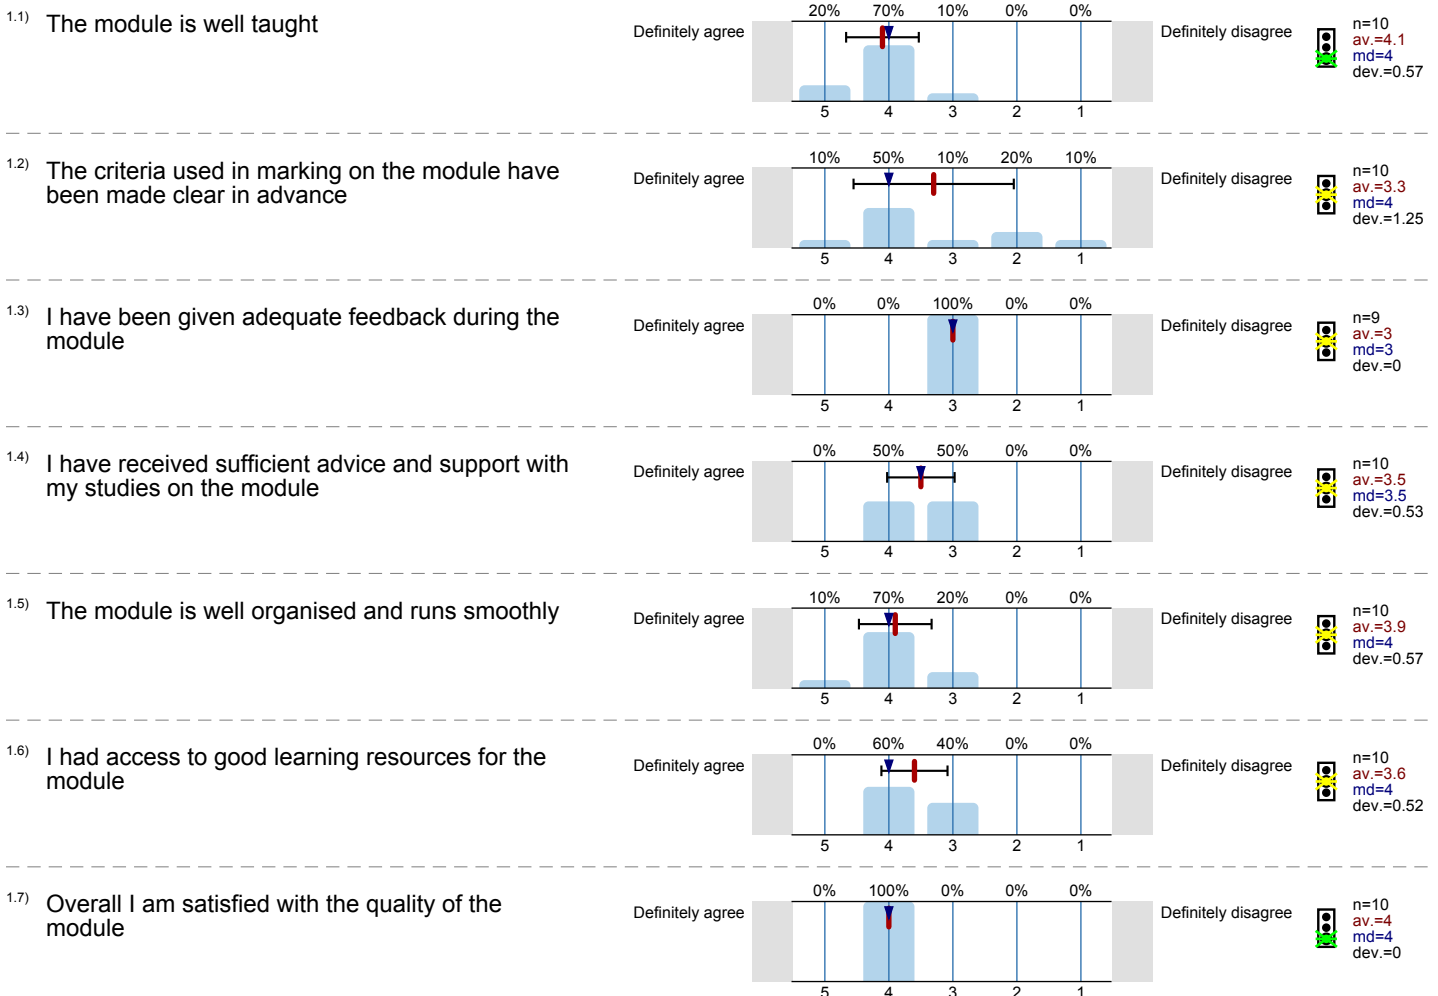 1.1) The module is well taught
Definitely agree
20% 70% 10% 0% 0%
5 4 3 2 1
Definitely disagree
n=10
av.=4.1
md=4
dev.=0.57
1.2) The criteria used in marking on the module have
been made clear in advance
Definitely agree
10% 50% 10% 20% 10%
5 4 3 2 1
Definitely disagree
n=10
av.=3.3
md=4
dev.=1.25
1.3) I have been given adequate feedback during the
module
Definitely agree
0% 0% 100% 0% 0%
5 4 3 2 1
Definitely disagree
n=9
av.=3
md=3
dev.=0
1.4) I have received sufficient advice and support with
my studies on the module
Definitely agree
0% 50% 50% 0% 0%
5 4 3 2 1
Definitely disagree
n=10
av.=3.5
md=3.5
dev.=0.53
1.5) The module is well organised and runs smoothly
Definitely agree
10% 70% 20% 0% 0%
5 4 3 2 1
Definitely disagree
n=10
av.=3.9
md=4
dev.=0.57
1.6) I had access to good learning resources for the
module
Definitely agree
0% 60% 40% 0% 0%
5 4 3 2 1
Definitely disagree
n=10
av.=3.6
md=4
dev.=0.52
1.7) Overall I am satisfied with the quality of the
module
Definitely agree
0% 100% 0% 0% 0%
5 4 3 2 1
Definitely disagree
n=10
av.=4
md=4
dev.=0